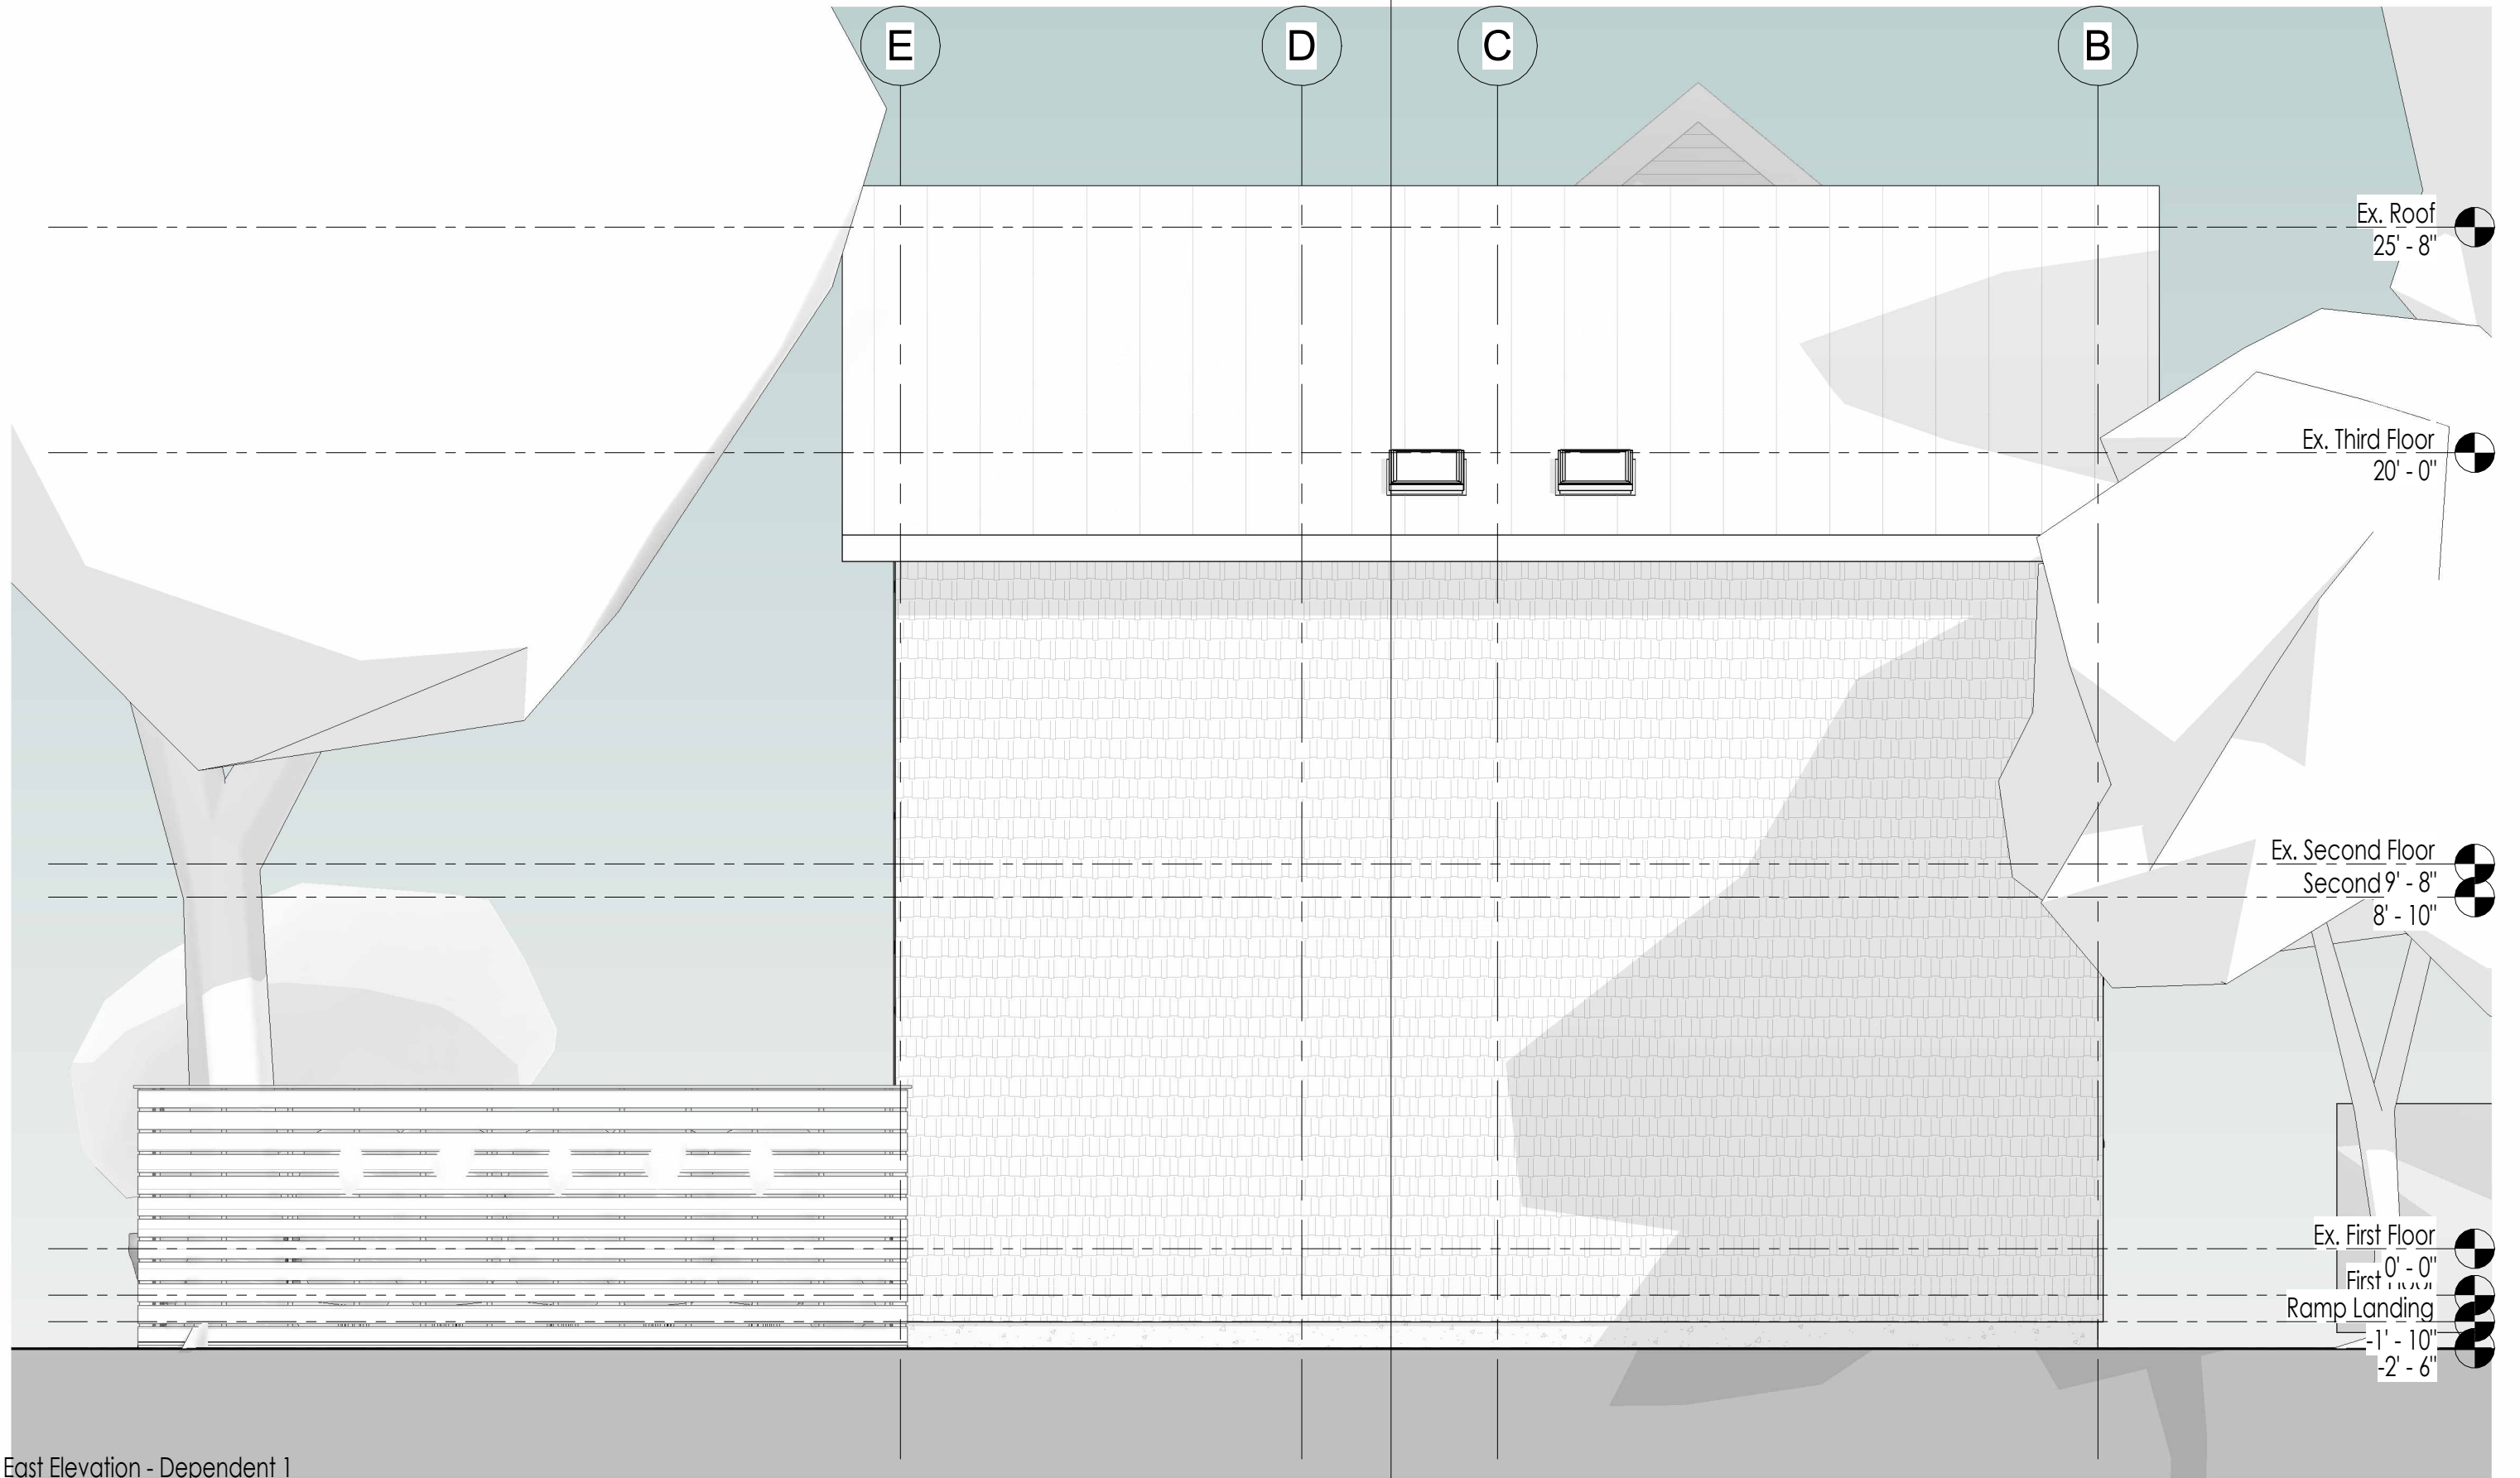 E
D
C
B
Ex. Roof
25' - 8"
Ex. Third Floor
20' - 0"
Ex. Second Floor
9' - 8"
Second
8' - 10"
Ex. First Floor
0' - 0"
First
Ramp Landing
-1' - 10"
-2' - 6"
East Elevation - Dependent 1